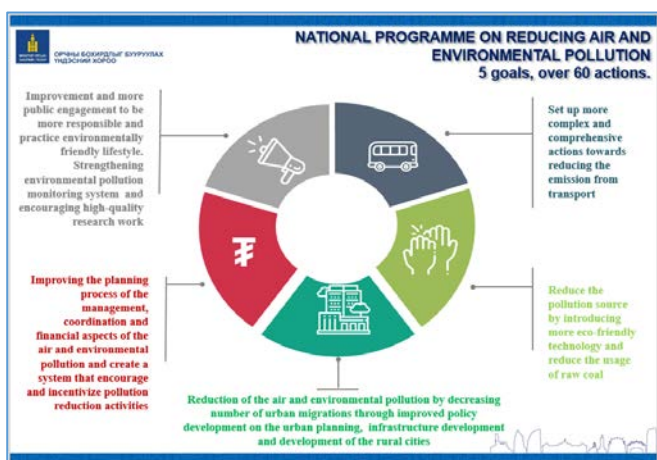 ОРЧНЫ БОХИРДЛЫГ БУУРУУЛАХ
ҮНДЭСНИЙ ХОРОО
NATIONAL PROGRAMME ON REDUCING AIR AND
ENVIRONMENTAL POLLUTION
5 goals, over 60 actions.
Improvement and more
public engagement to be
more responsible and
practice environmentally
friendly lifestyle.
Strengthening
environmental pollution
monitoring system and
encouraging high-quality
research work
Set up more
complex and
comprehensive
actions towards
reducing the
emission from
transport
₮
Improving the planning
process of the
management,
coordination and
financial aspects of the
air and environmental
pollution and create a
system that encourage
and incentivize pollution
reduction activities
Reduce the
pollution source
by introducing
more eco-friendly
technology and
reduce the usage
of raw coal
Reduction of the air and environmental pollution by decreasing
number of urban migrations through improved policy
development on the urban planning, infrastructure development
and development of the rural cities